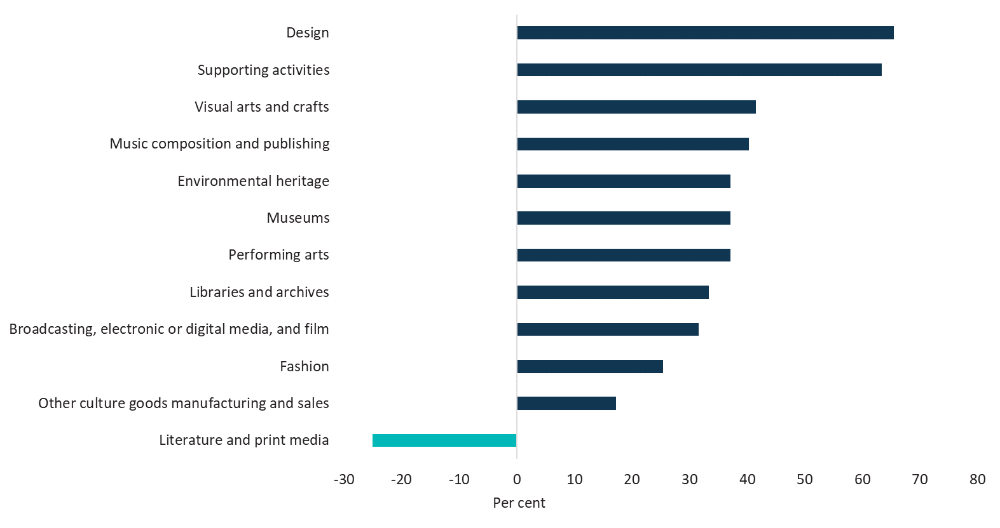 Design
Supporting activities
Visual arts and crafts
Music composition and publishing
Environmental heritage
Museums
Performing arts
Libraries and archives
Broadcasting, electronic or digital media, and film
Fashion
Other culture goods manufacturing and sales
Literature and print media
-30 -20 -10 0 10 20 30 40 50 60 70 80
Per cent